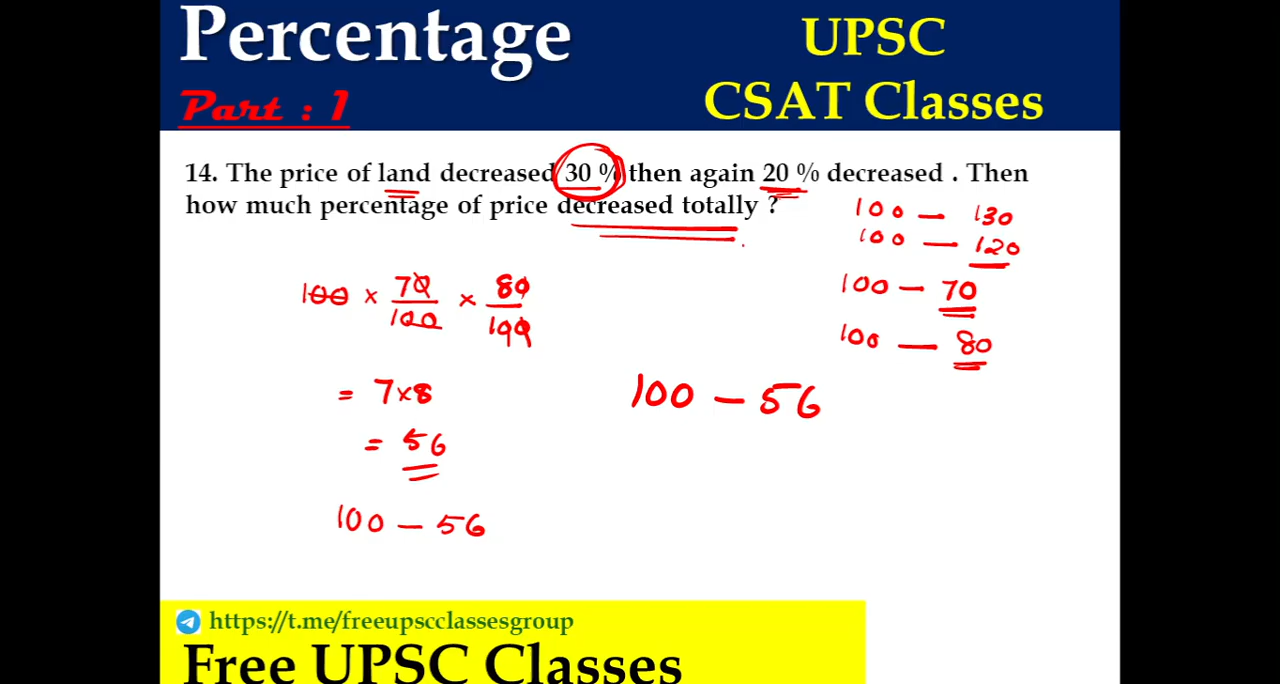 Percentage
Part : 1
UPSC
CSAT Classes
14. The price of land decreased 30 % then again 20 % decreased . Then
how much percentage of price decreased totally ?
100 — 130
100 — 120
100 — 70
100 — 80
100 × 70/100 × 80/100
= 7×8
= 56
100 — 56
100 — 56
https://t.me/freeupscclassesgroup
Free UPSC Classes